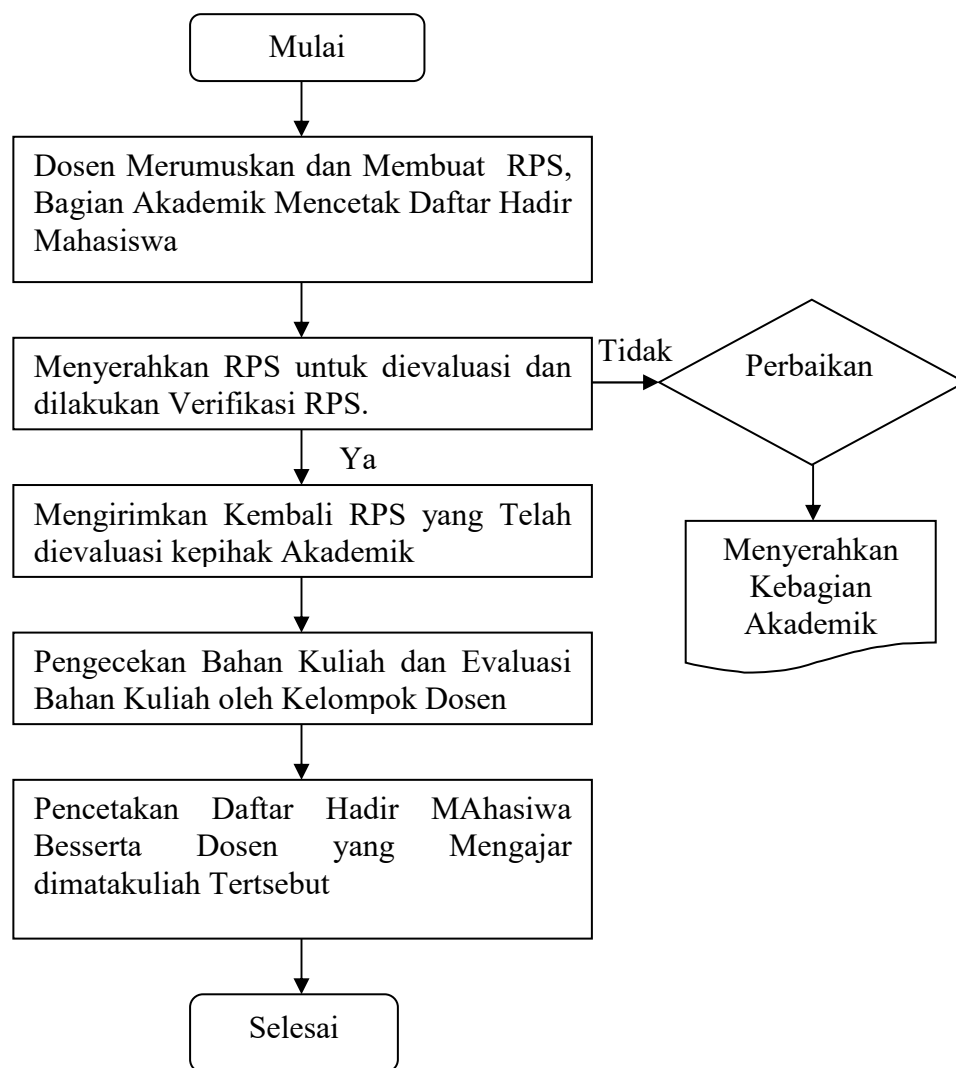 Mulai
Dosen Merumuskan dan Membuat RPS,
Bagian Akademik Mencetak Daftar Hadir
Mahasiswa
Menyerahkan RPS untuk dievaluasi dan
dilakukan Verifikasi RPS.
Tidak
Perbaikan
Ya
Mengirimkan Kembali RPS yang Telah
dievaluasi kepihak Akademik
Menyerahkan
Kebagian
Akademik
Pengecekan Bahan Kuliah dan Evaluasi
Bahan Kuliah oleh Kelompok Dosen
Pencetakan Daftar Hadir MAhasiwa
Besserta Dosen yang Mengajar
dimatakuliah Tertsebut
Selesai